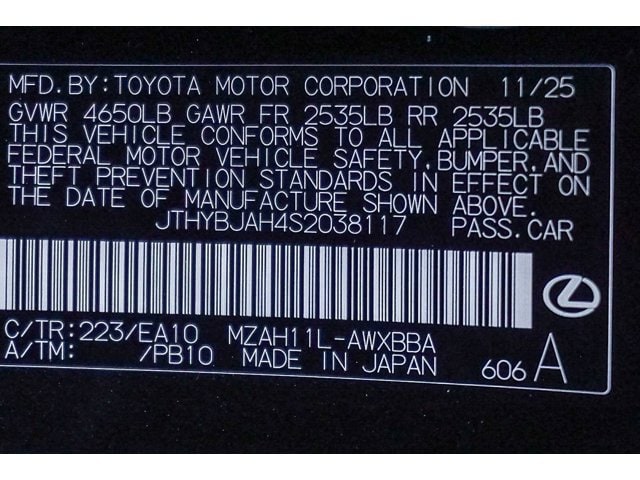 MFD.BY:TOYOTA MOTOR CORPORATION 11/25
GVWR 4650LB GAWR FR 2535LB RR 2535LB
THIS VEHICLE CONFORMS TO ALL APPLICABLE
FEDERAL MOTOR VEHICLE SAFETY,BUMPER,AND
THEFT PREVENTION STANDARDS IN EFFECT ON
THE DATE OF MANUFACTURE SHOWN ABOVE.
JTHYBJAH4S2038117 PASS.CAR
C/TR:223/EA10 MZAH11L-AWXBBA
A/TM: /PB10 MADE IN JAPAN 606 A